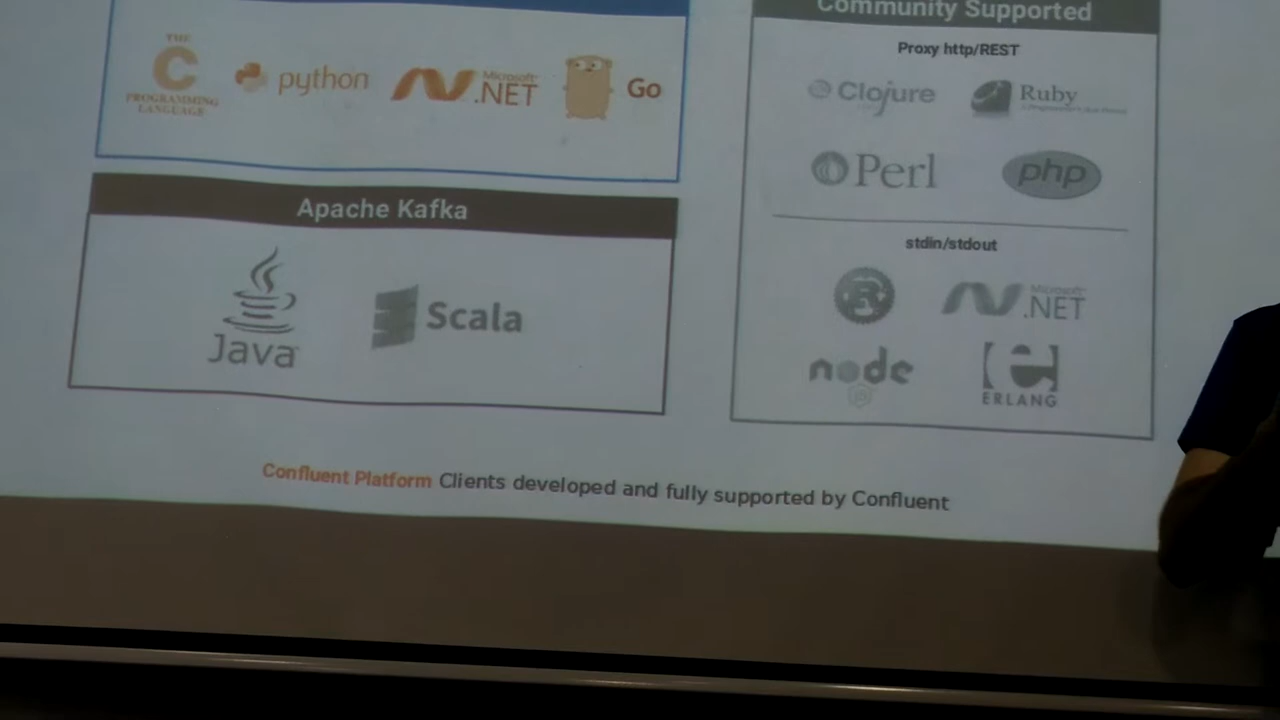 THE
C
PROGRAMMING
LANGUAGE
python
Microsoft
.NET
Go
Apache Kafka
Java
Scala
Community Supported
Proxy http/REST
Clojure
Ruby
Perl
php
stdin/stdout
R
Microsoft
.NET
node
JS
e
ERLANG
Confluent Platform Clients developed and fully supported by Confluent